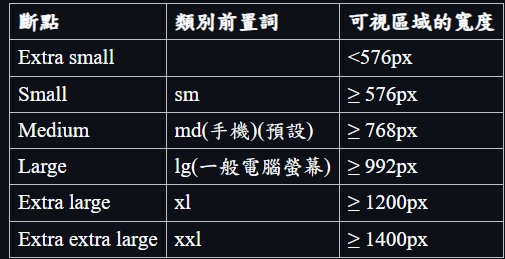 斷點 類別前置詞 可視區域的寬度
Extra small <576px
Small sm ≥ 576px
Medium md(手機)(預設) ≥ 768px
Large lg(一般電腦螢幕) ≥ 992px
Extra large xl ≥ 1200px
Extra extra large xxl ≥ 1400px